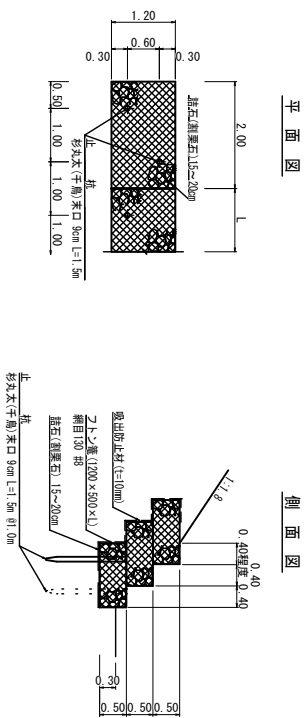 平面図
1.20
0.30
0.60
0.30
0.50
1.00
1.00
1.00
2.00
L
詰石(割栗石)15~20cm
止杭
杉丸太(千鳥)末口 9cm L=1.5m
側面図
1:1.8
0.40程度
0.40
0.40
吸出防止材(t=10mm)
フトン篭(1200×500×L)
網目130 #8
詰石(割栗石) 15~20cm
止杭
杉丸太(千鳥)末口 9cm L=1.5m @1.0m
0.30
0.50
0.50
0.50